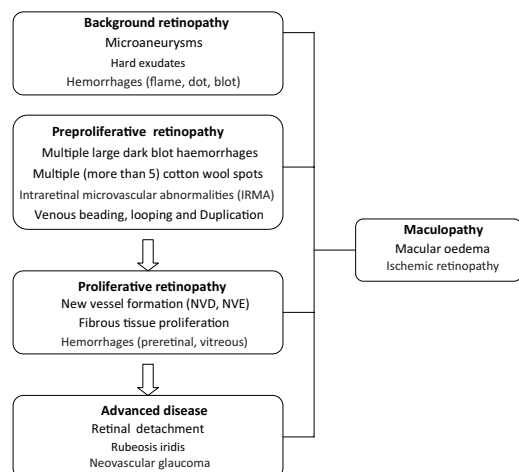 Background retinopathy
Microaneurysms
Hard exudates
Hemorrhages (flame, dot, blot)
Preproliferative retinopathy
Multiple large dark blot haemorrhages
Multiple (more than 5) cotton wool spots
Intraretinal microvascular abnormalities (IRMA)
Venous beading, looping and Duplication
Proliferative retinopathy
New vessel formation (NVD, NVE)
Fibrous tissue proliferation
Hemorrhages (preretinal, vitreous)
Advanced disease
Retinal detachment
Rubeosis iridis
Neovascular glaucoma
Maculopathy
Macular oedema
Ischemic retinopathy